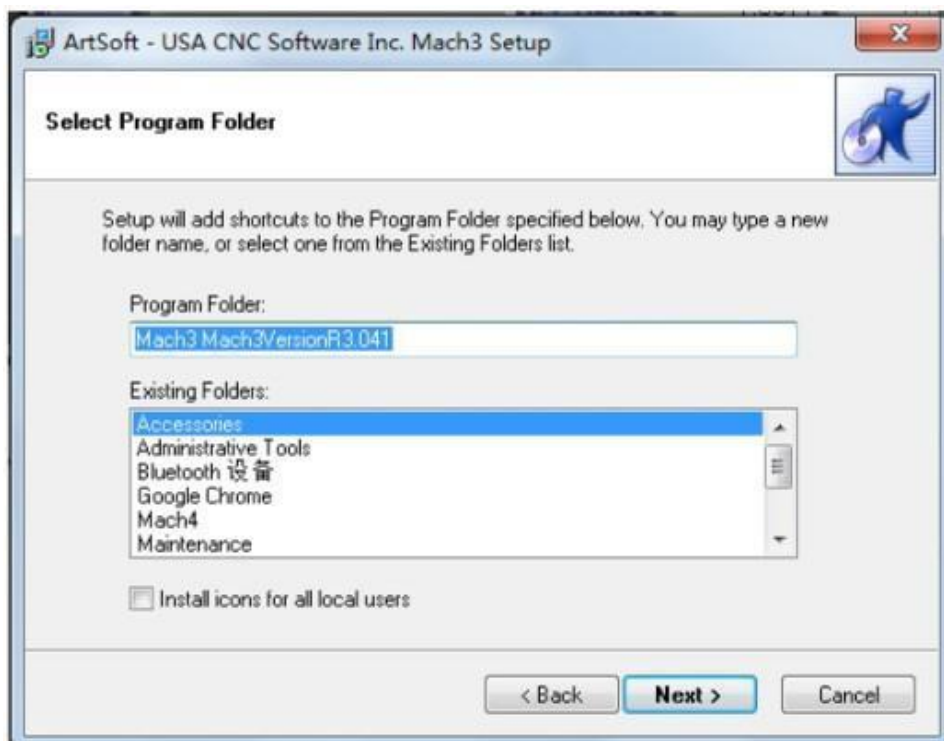 ArtSoft - USA CNC Software Inc. Mach3 Setup
Select Program Folder
Setup will add shortcuts to the Program Folder specified below. You may type a new
folder name, or select one from the Existing Folders list.
Program Folder:
Mach3 Mach3VersionR3.041
Existing Folders:
Accessories
Administrative Tools
Bluetooth 设备
Google Chrome
Mach4
Maintenance
Install icons for all local users
< Back
Next >
Cancel